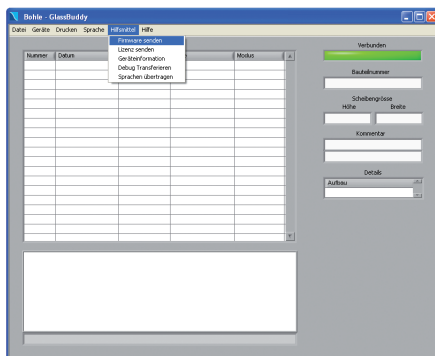 Bohle - GlassBuddy
Datei Geräte Drucken Sprache Hilfsmittel Hilfe
Firmware senden
Lizenz senden
Geräteinformation
Debug Transferieren
Sprachen übertragen
Nummer Datum Modus
Verbunden
Bauteilnummer
Scheibengrösse
Höhe Breite
Kommentar
Details
Aufbau